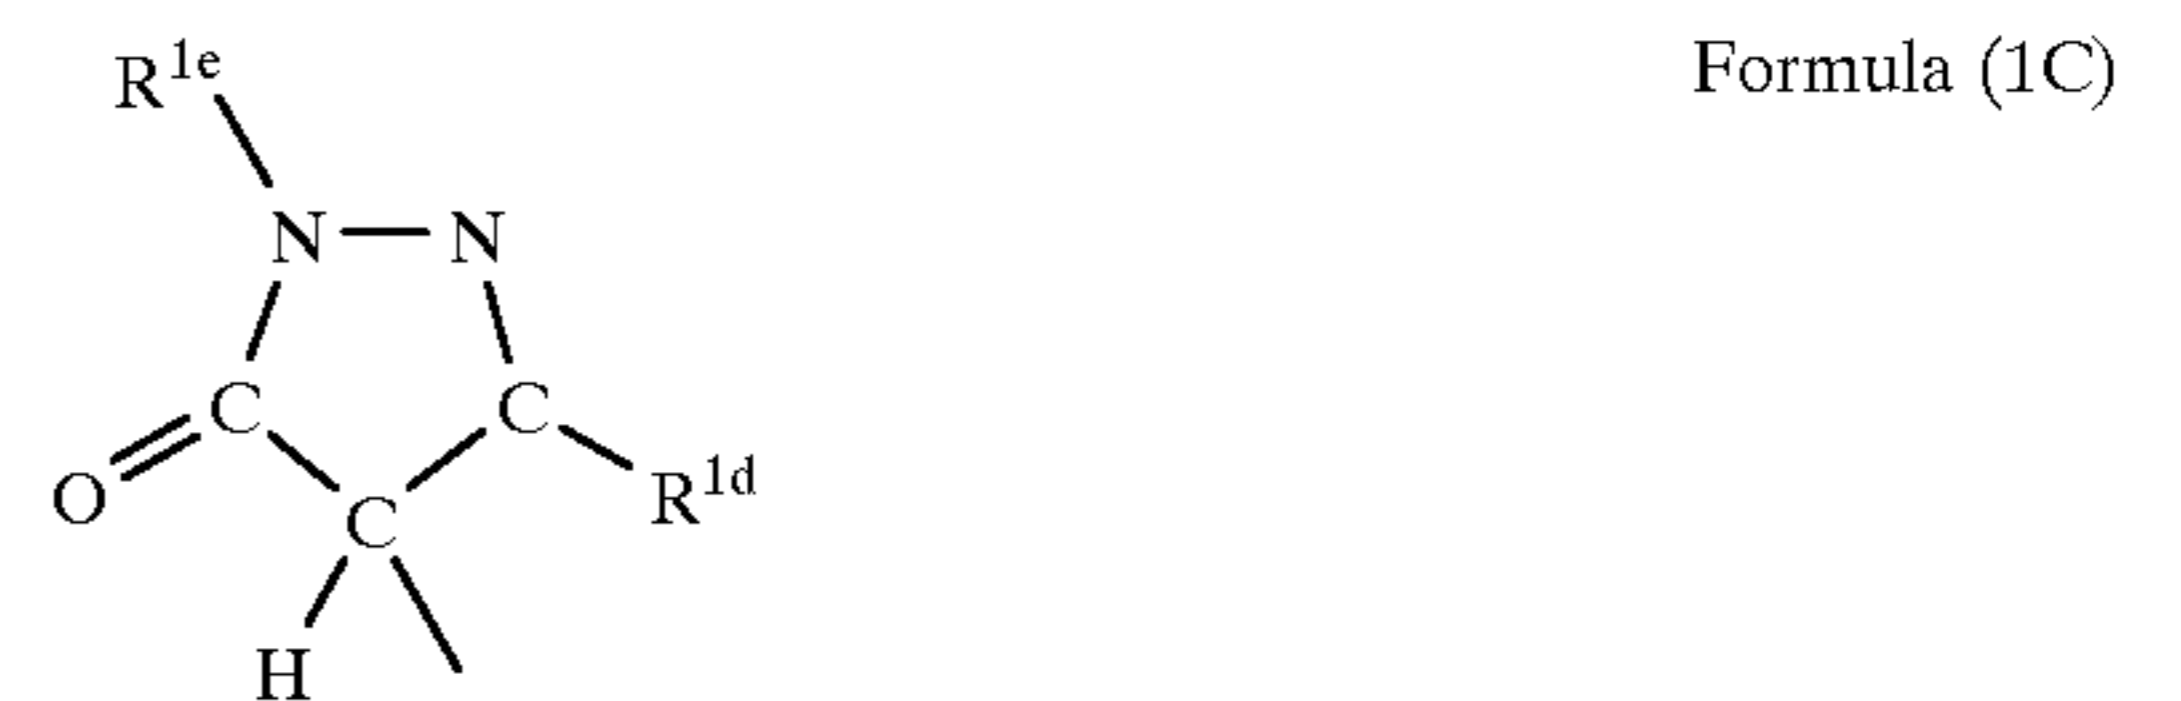 R1e Formula (1C)
N N
C C
O R1d
C
H